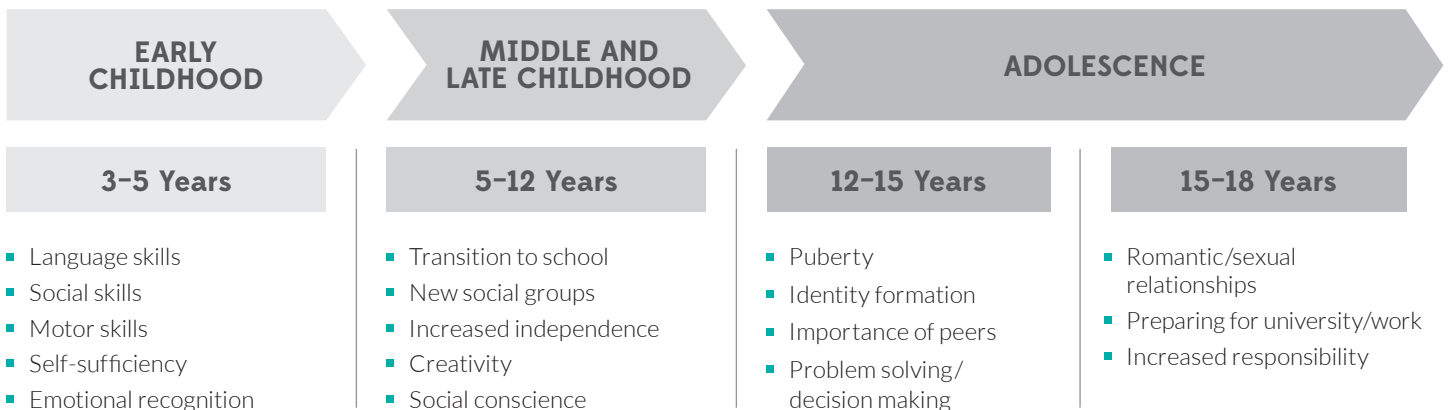 EARLY
CHILDHOOD
MIDDLE AND
LATE CHILDHOOD
ADOLESCENCE
3–5 Years
Language skills
Social skills
Motor skills
Self-sufficiency
Emotional recognition
5–12 Years
Transition to school
New social groups
Increased independence
Creativity
Social conscience
12–15 Years
Puberty
Identity formation
Importance of peers
Problem solving/
decision making
15–18 Years
Romantic/sexual
relationships
Preparing for university/work
Increased responsibility